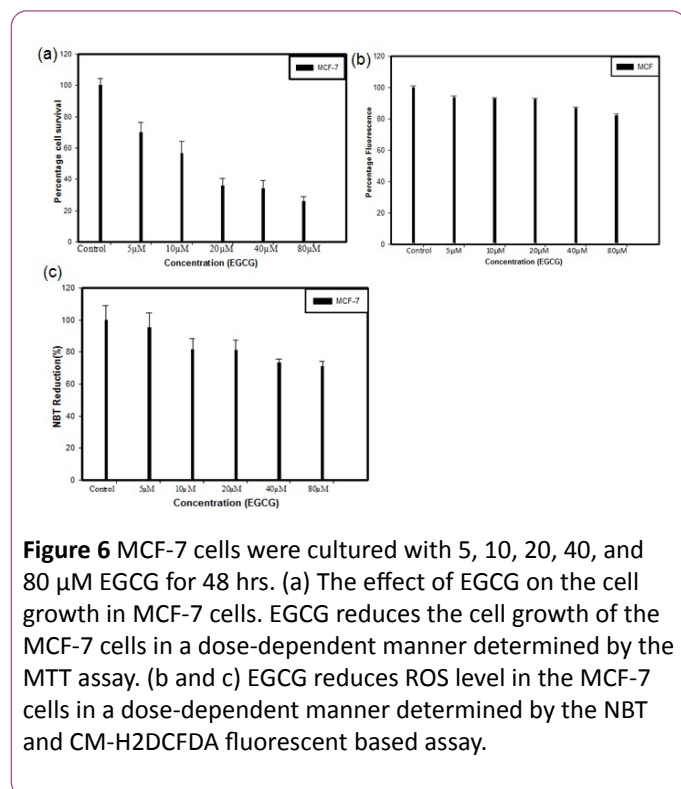 (a)
120
100
80
60
40
20
0
Percentage cell survival
MCF-7
Control 5µM 10µM 20µM 40µM 80µM
Concentration (EGCG)
(b)
120
100
80
60
40
20
0
Percentage Fluorescence
MCF
Control 5µM 10µM 20µM 40µM 80µM
Concentration (EGCG)
(c)
120
100
80
60
40
20
0
NBT Reduction(%)
MCF-7
Control 5µM 10µM 20µM 40µM 80µM
Concentration (EGCG)
Figure 6 MCF-7 cells were cultured with 5, 10, 20, 40, and
80 µM EGCG for 48 hrs. (a) The effect of EGCG on the cell
growth in MCF-7 cells. EGCG reduces the cell growth of the
MCF-7 cells in a dose-dependent manner determined by the
MTT assay. (b and c) EGCG reduces ROS level in the MCF-7
cells in a dose-dependent manner determined by the NBT
and CM-H2DCFDA fluorescent based assay.